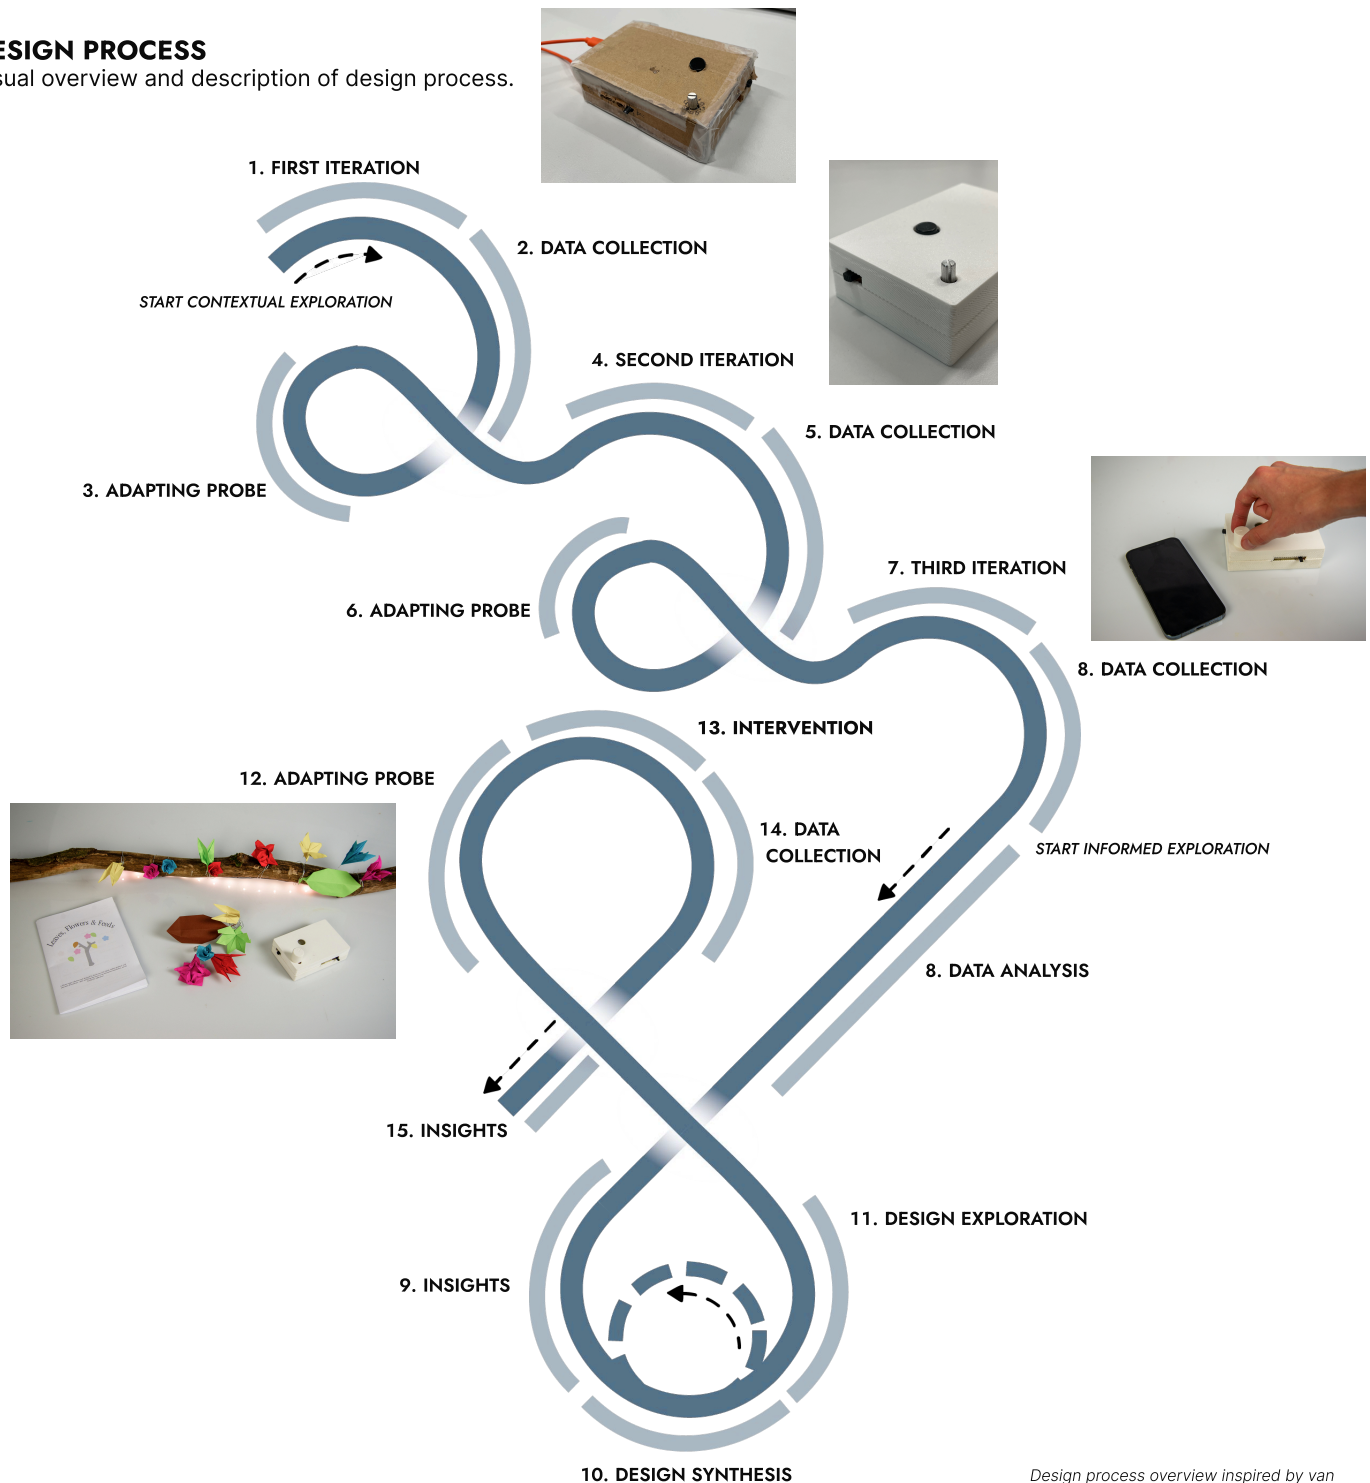 ESIGN PROCESS
sual overview and description of design process.
1. FIRST ITERATION
2. DATA COLLECTION
START CONTEXTUAL EXPLORATION
4. SECOND ITERATION
5. DATA COLLECTION
3. ADAPTING PROBE
7. THIRD ITERATION
6. ADAPTING PROBE
8. DATA COLLECTION
13. INTERVENTION
12. ADAPTING PROBE
14. DATA
COLLECTION
START INFORMED EXPLORATION
Leaves, Flowers & Feels
8. DATA ANALYSIS
15. INSIGHTS
11. DESIGN EXPLORATION
9. INSIGHTS
10. DESIGN SYNTHESIS
Design process overview inspired by van